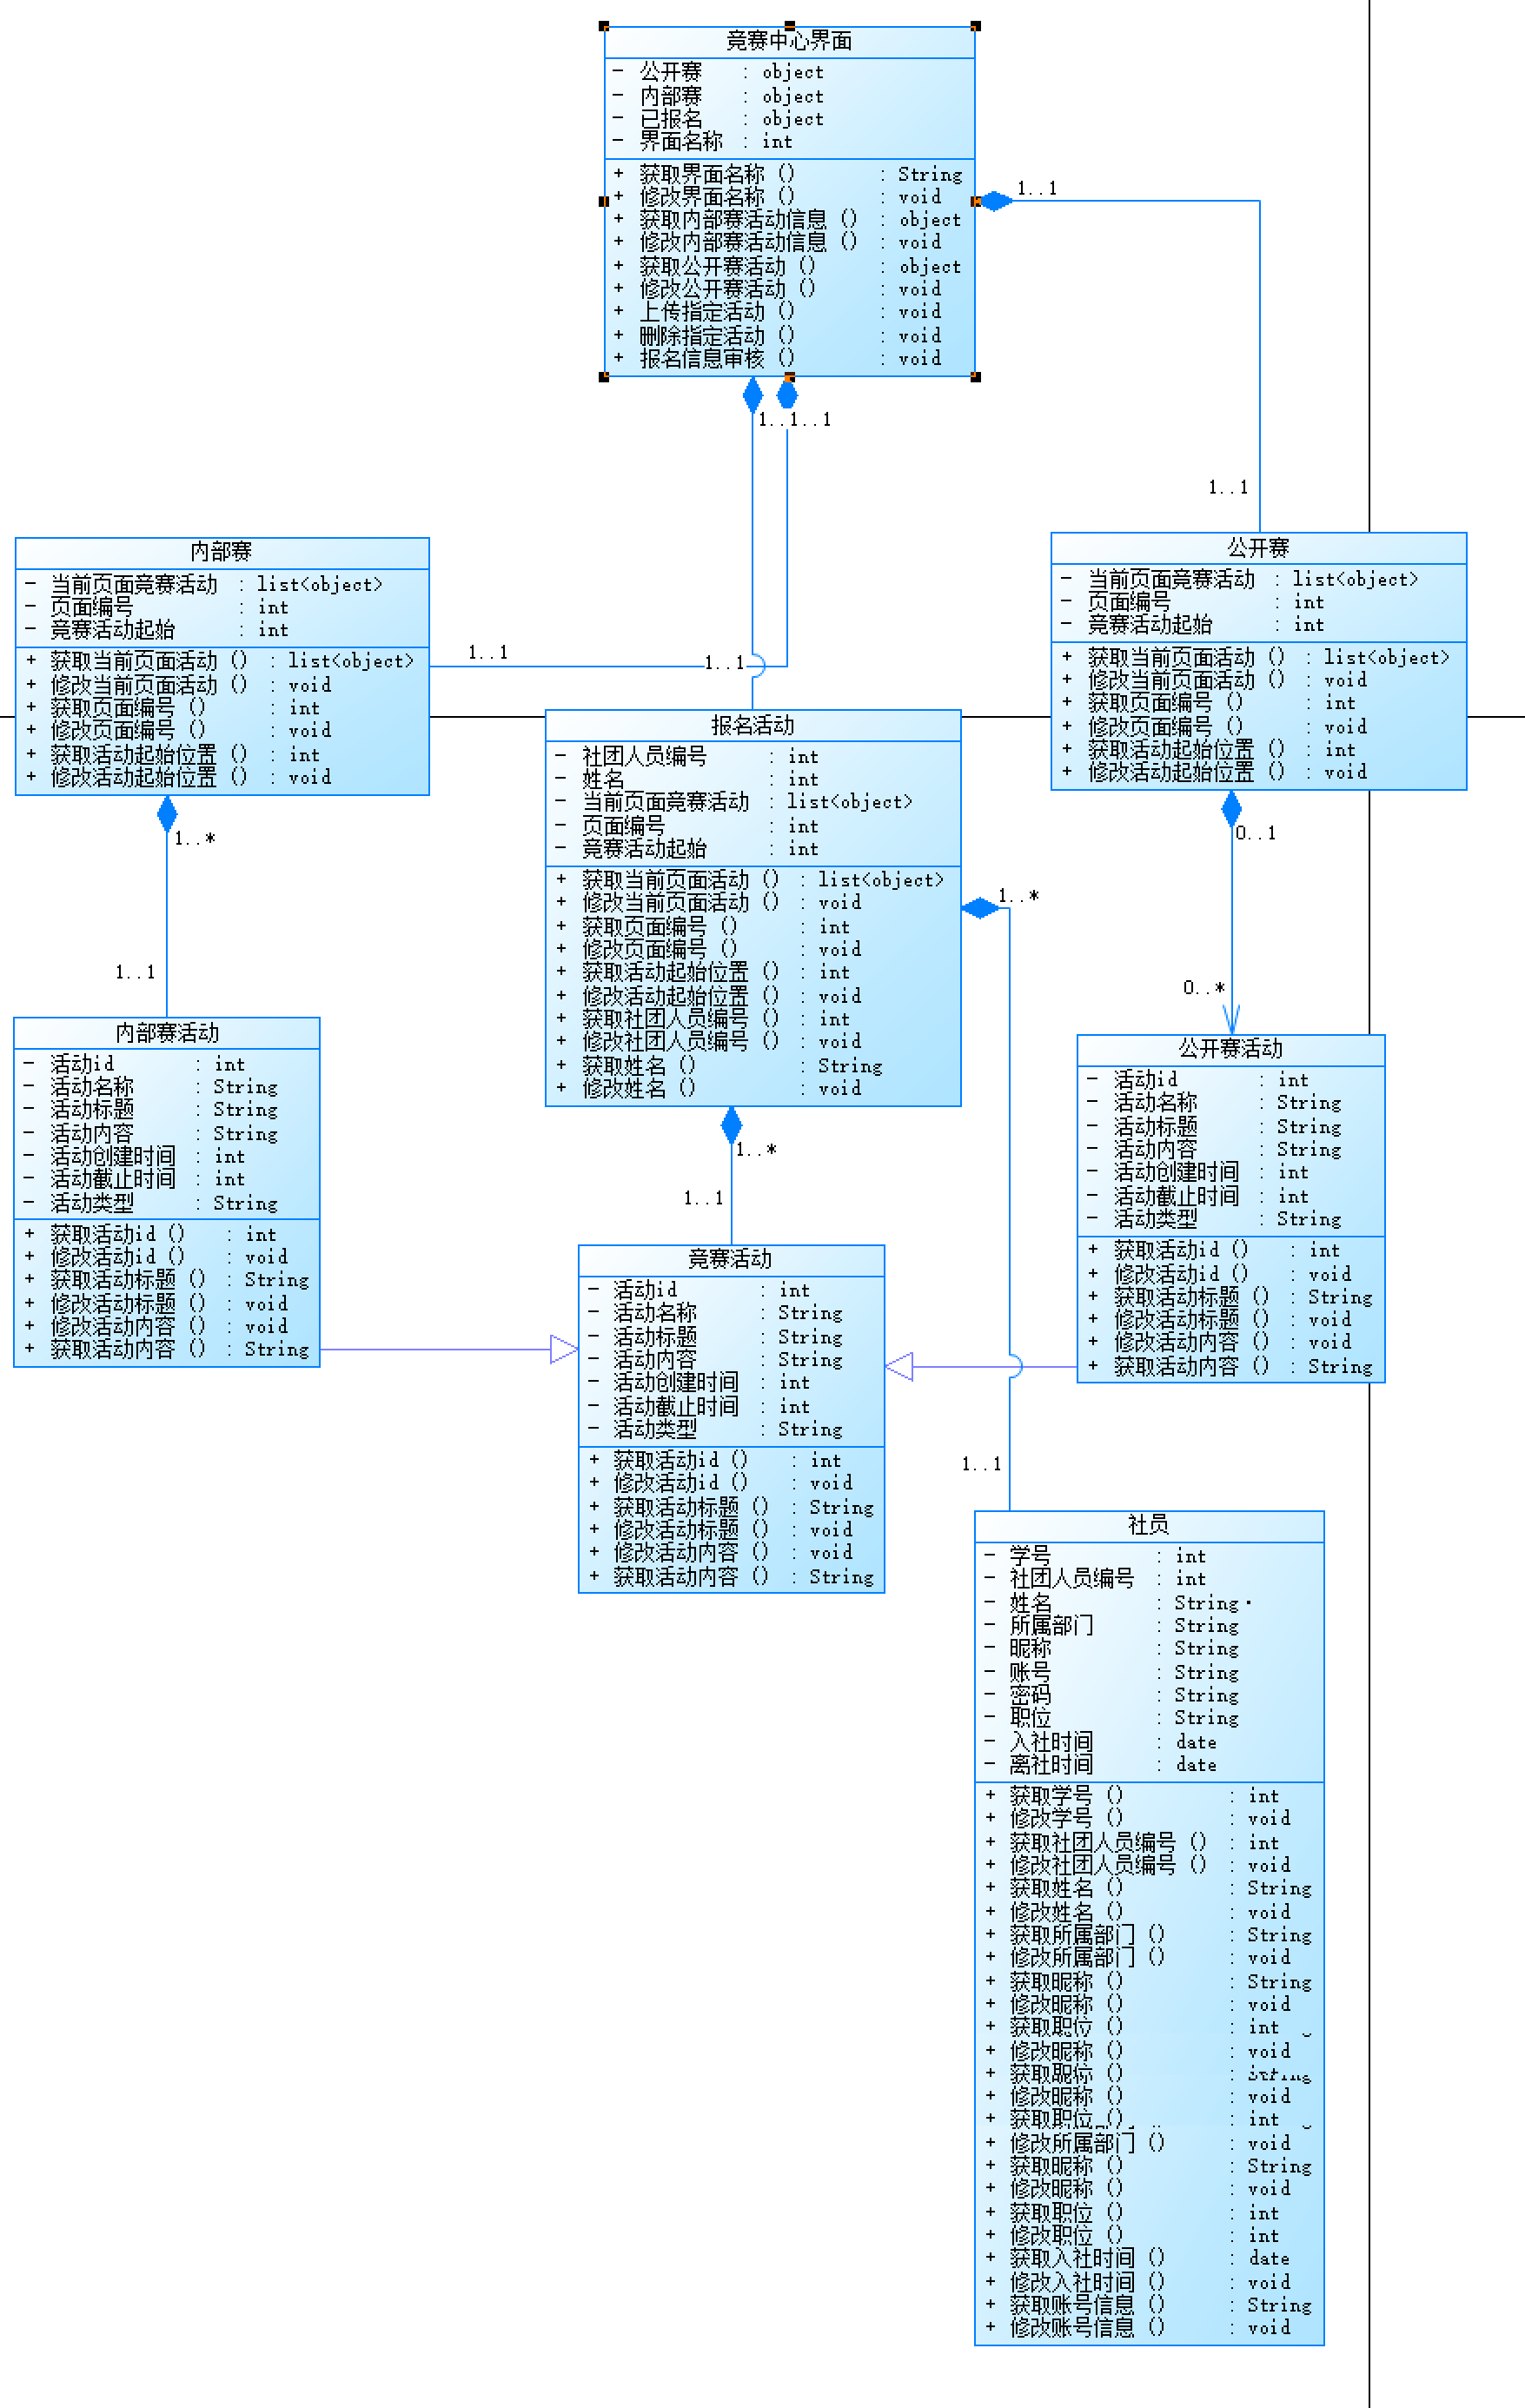 竞赛中心界面
- 公开赛 : object
- 内部赛 : object
- 已报名 : object
- 界面名称 : int
+ 获取界面名称 () : String
+ 修改界面名称 () : void
+ 获取内部赛活动信息 () : object
+ 修改内部赛活动信息 () : void
+ 获取公开赛活动 () : object
+ 修改公开赛活动 () : void
+ 上传指定活动 () : void
+ 删除指定活动 () : void
+ 报名信息审核 () : void
1..1
1..1..1
1..1
内部赛
- 当前页面竞赛活动 : list<object>
- 页面编号 : int
- 竞赛活动起始 : int
+ 获取当前页面活动 () : list<object>
+ 修改当前页面活动 () : void
+ 获取页面编号 () : int
+ 修改页面编号 () : void
+ 获取活动起始位置 () : int
+ 修改活动起始位置 () : void
1..1
1..1
公开赛
- 当前页面竞赛活动 : list<object>
- 页面编号 : int
- 竞赛活动起始 : int
+ 获取当前页面活动 () : list<object>
+ 修改当前页面活动 () : void
+ 获取页面编号 () : int
+ 修改页面编号 () : void
+ 获取活动起始位置 () : int
+ 修改活动起始位置 () : void
报名活动
- 社团人员编号 : int
- 姓名 : int
- 当前页面竞赛活动 : list<object>
- 页面编号 : int
- 竞赛活动起始 : int
+ 获取当前页面活动 () : list<object>
+ 修改当前页面活动 () : void
+ 获取页面编号 () : int
+ 修改页面编号 () : void
+ 获取活动起始位置 () : int
+ 修改活动起始位置 () : void
+ 获取社团人员编号 () : int
+ 修改社团人员编号 () : void
+ 获取姓名 () : String
+ 修改姓名 () : void
1..*
1..1
1..*
0..1
0..*
内部赛活动
- 活动id : int
- 活动名称 : String
- 活动标题 : String
- 活动内容 : String
- 活动创建时间 : int
- 活动截止时间 : int
- 活动类型 : String
+ 获取活动id () : int
+ 修改活动id () : void
+ 获取活动标题 () : String
+ 修改活动标题 () : void
+ 修改活动内容 () : void
+ 获取活动内容 () : String
公开赛活动
- 活动id : int
- 活动名称 : String
- 活动标题 : String
- 活动内容 : String
- 活动创建时间 : int
- 活动截止时间 : int
- 活动类型 : String
+ 获取活动id () : int
+ 修改活动id () : void
+ 获取活动标题 () : String
+ 修改活动标题 () : void
+ 修改活动内容 () : void
+ 获取活动内容 () : String
1..*
1..1
竞赛活动
- 活动id : int
- 活动名称 : String
- 活动标题 : String
- 活动内容 : String
- 活动创建时间 : int
- 活动截止时间 : int
- 活动类型 : String
+ 获取活动id () : int
+ 修改活动id () : void
+ 获取活动标题 () : String
+ 修改活动标题 () : void
+ 修改活动内容 () : void
+ 获取活动内容 () : String
1..1
社员
- 学号 : int
- 社团人员编号 : int
- 姓名 : String
- 所属部门 : String
- 昵称 : String
- 账号 : String
- 密码 : String
- 职位 : String
- 入社时间 : date
- 离社时间 : date
+ 获取学号 () : int
+ 修改学号 () : void
+ 获取社团人员编号 () : int
+ 修改社团人员编号 () : void
+ 获取姓名 () : String
+ 修改姓名 () : void
+ 获取所属部门 () : String
+ 修改所属部门 () : void
+ 获取昵称 () : String
+ 修改昵称 () : void
+ 获取职位 () : int
+ 修改昵称 () : void
+ 获取 () :
+ 修改昵称 () : void
+ 获取职位 () : int
+ 修改所属部门 () : void
+ 获取昵称 () : String
+ 修改昵称 () : void
+ 获取职位 () : int
+ 修改职位 () : int
+ 获取入社时间 () : date
+ 修改入社时间 () : void
+ 获取账号信息 () : String
+ 修改账号信息 () : void